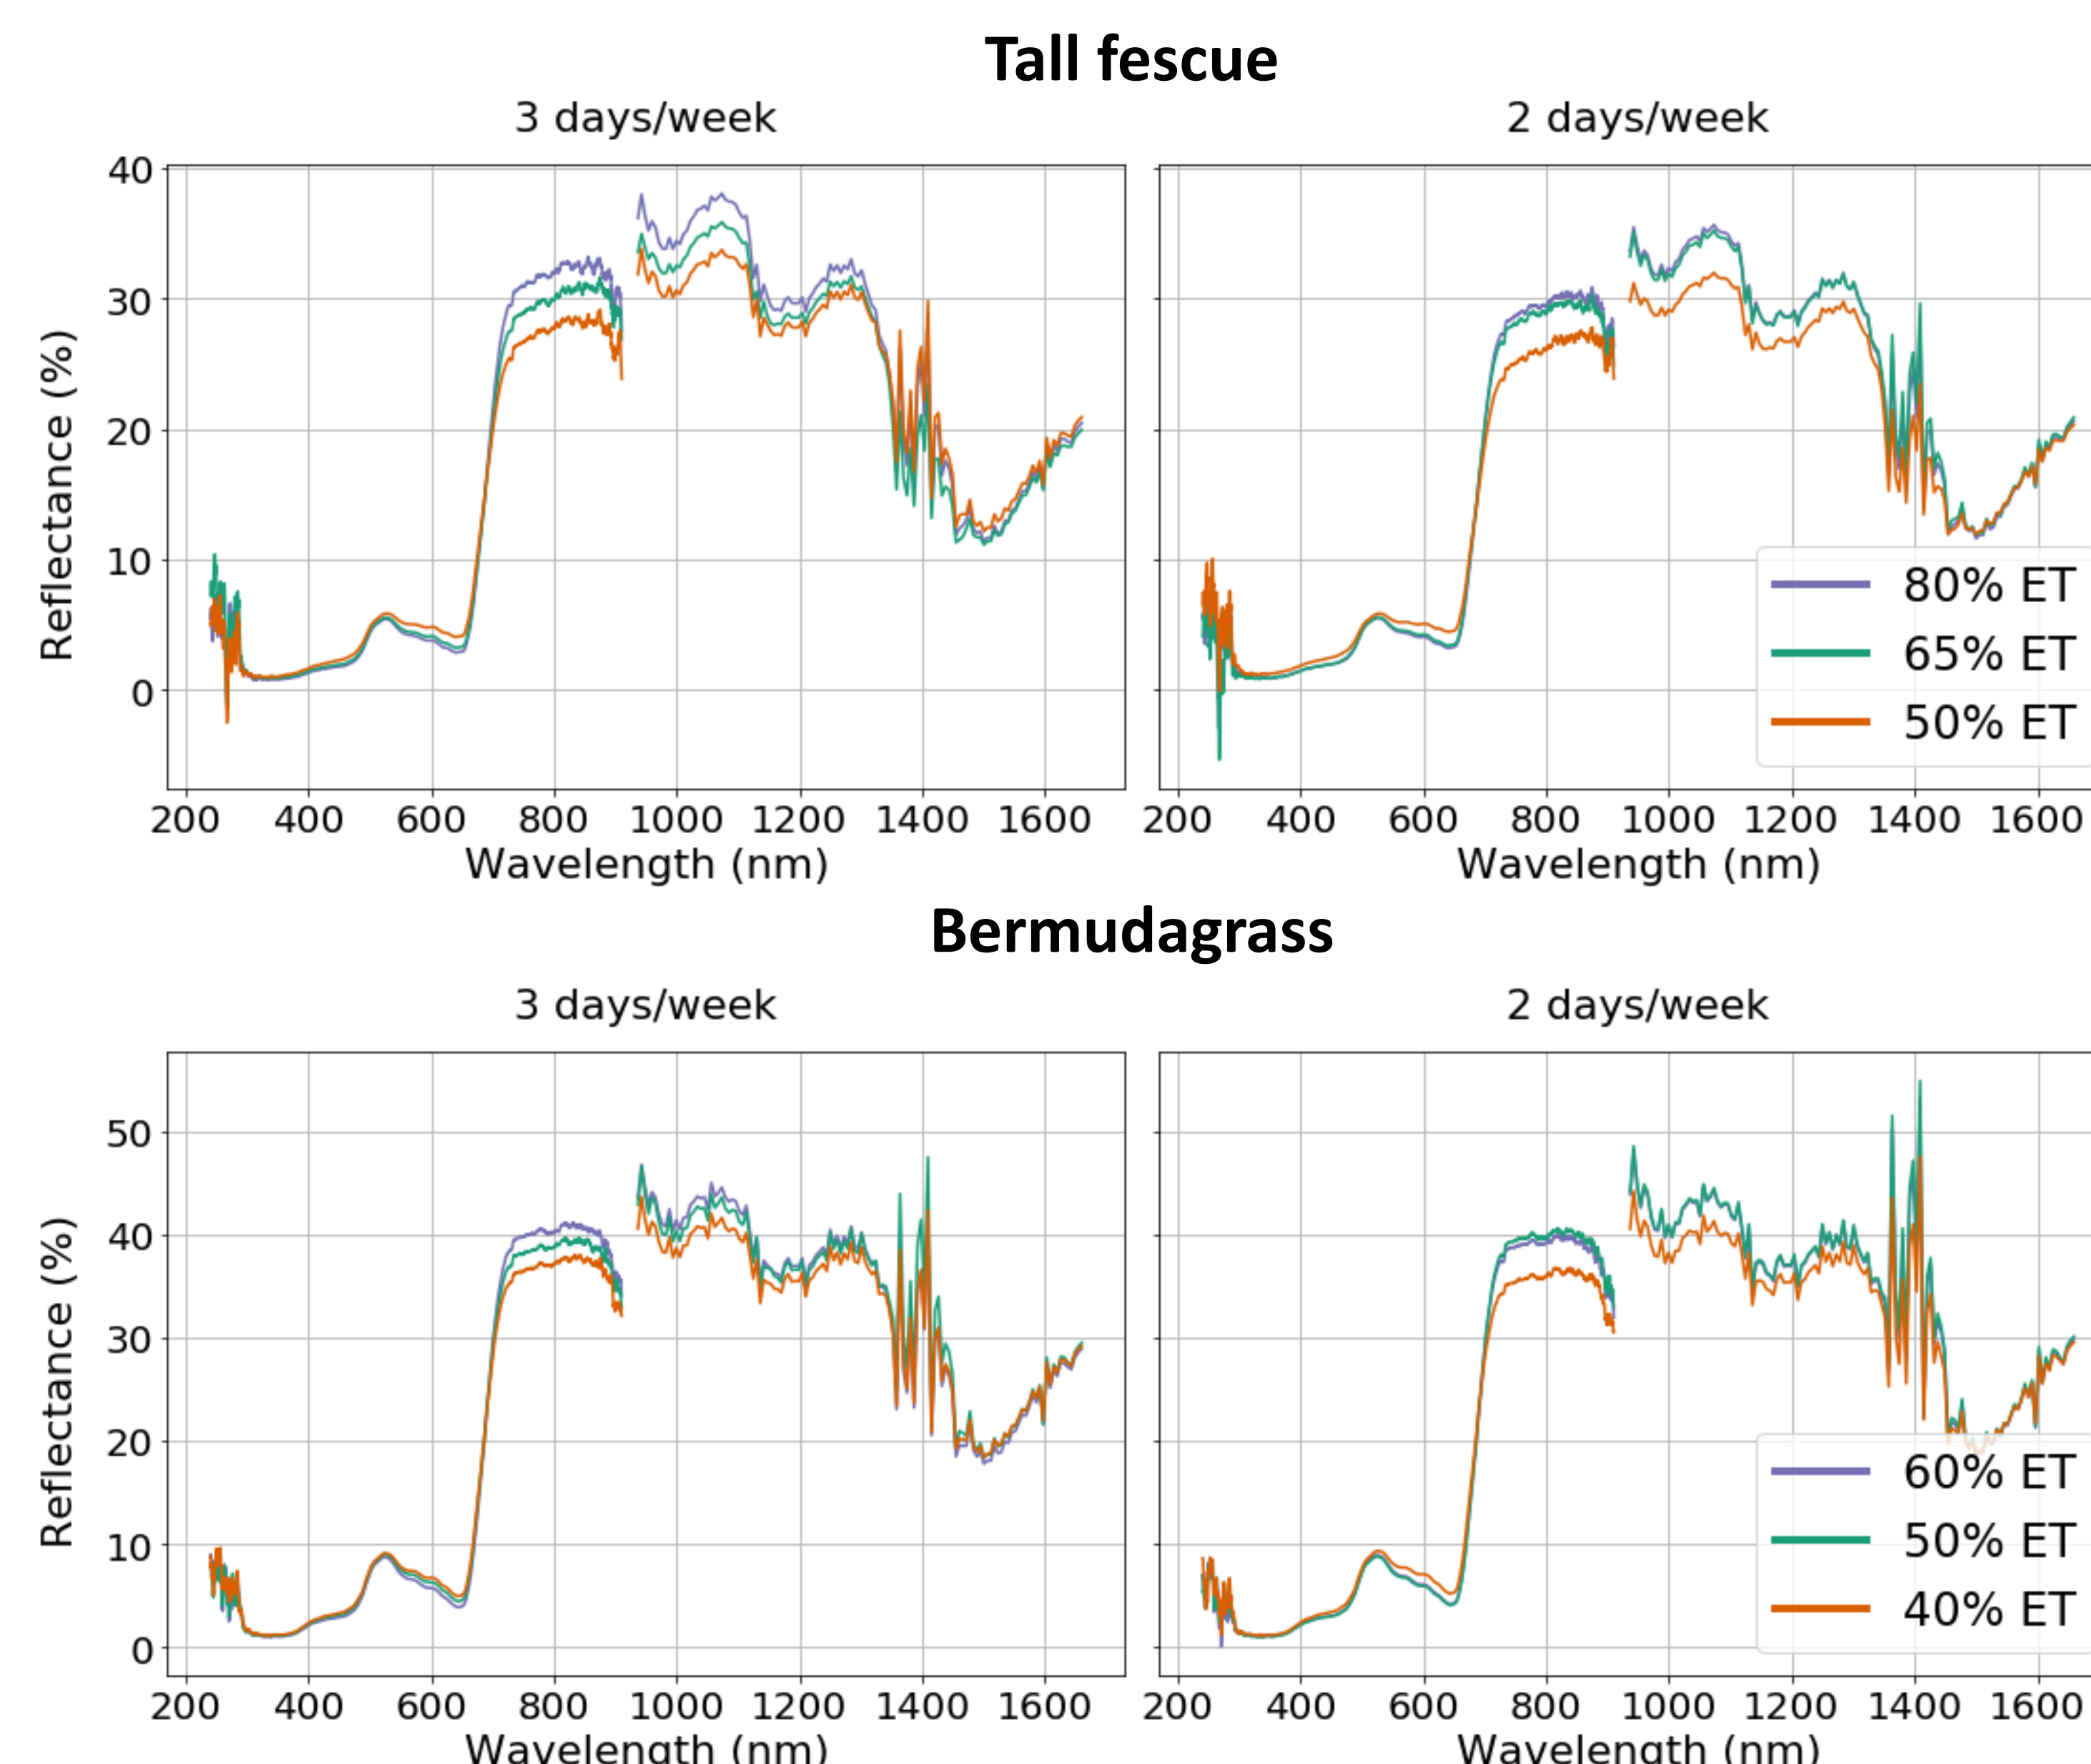 Tall fescue
3 days/week
2 days/week
Reflectance (%)
40
30
20
10
0
80% ET
65% ET
50% ET
200 400 600 800 1000 1200 1400 1600
200 400 600 800 1000 1200 1400 1600
Wavelength (nm)
Wavelength (nm)
Bermudagrass
3 days/week
2 days/week
Reflectance (%)
50
40
30
20
10
0
60% ET
50% ET
40% ET
200 400 600 800 1000 1200 1400 1600
200 400 600 800 1000 1200 1400 1600
Wavelength (nm)
Wavelength (nm)